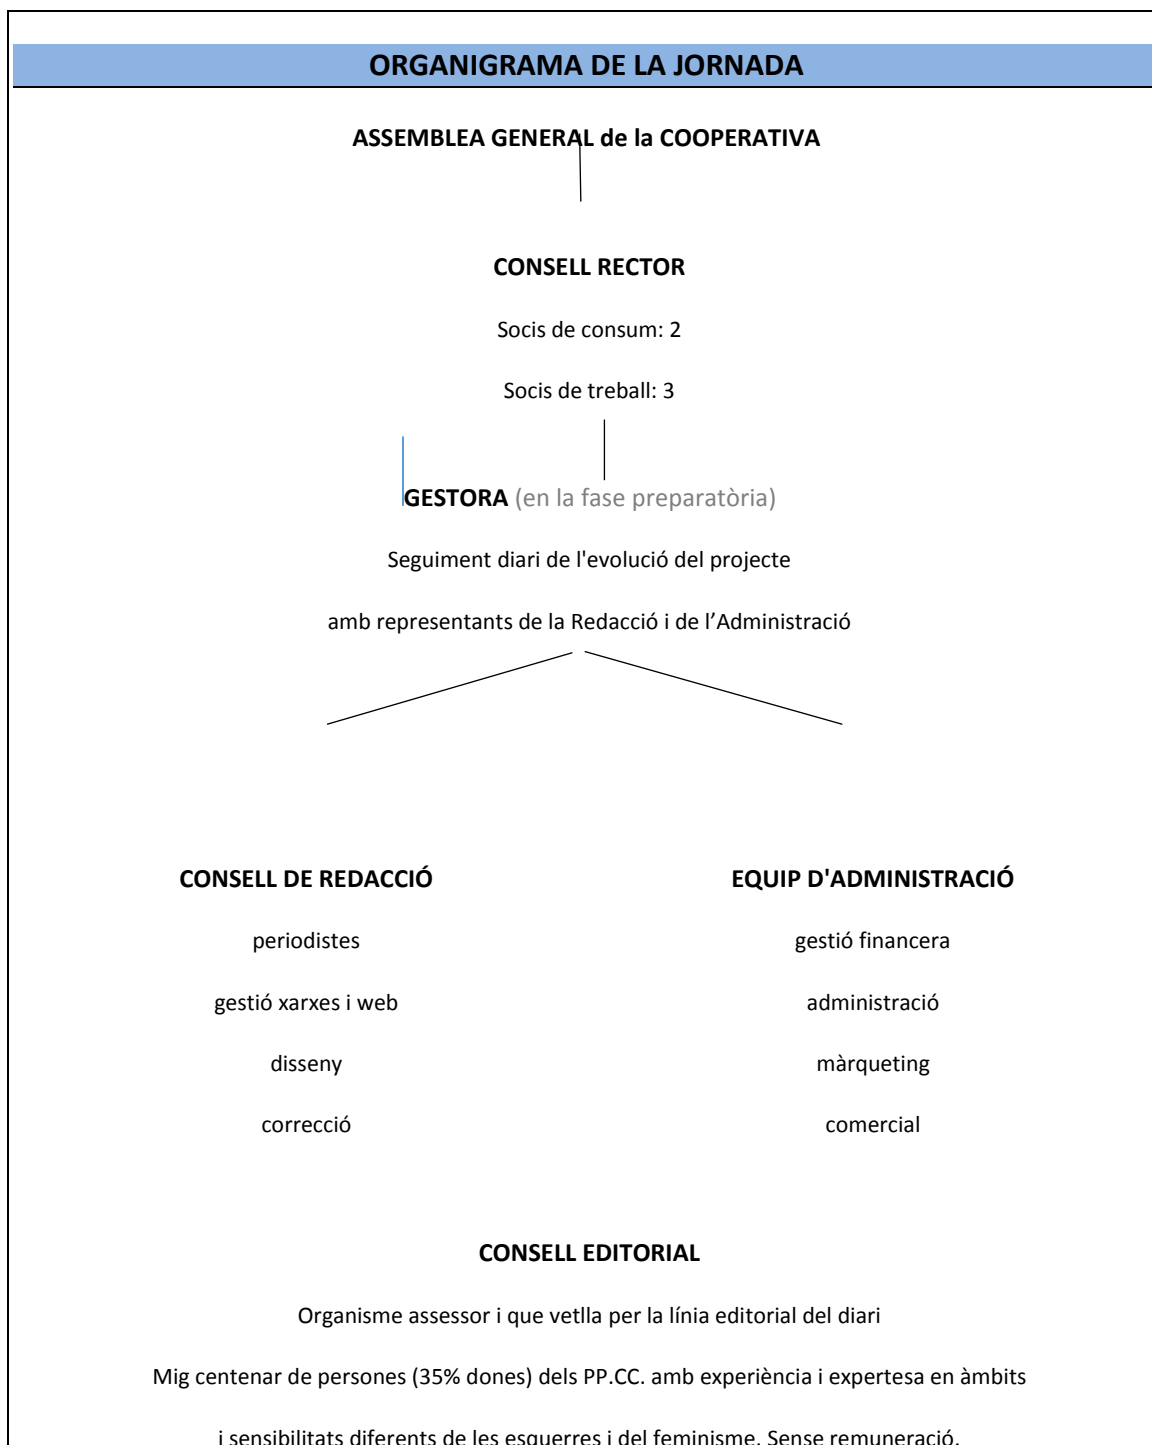 ORGANIGRAMA DE LA JORNADA
ASSEMBLEA GENERAL de la COOPERATIVA
CONSELL RECTOR
Socis de consum: 2
Socis de treball: 3
GESTORA (en la fase preparatòria)
Seguiment diari de l'evolució del projecte
amb representants de la Redacció i de l’Administració
CONSELL DE REDACCIÓ
periodistes
gestió xarxes i web
disseny
correcció
EQUIP D'ADMINISTRACIÓ
gestió financera
administració
màrqueting
comercial
CONSELL EDITORIAL
Organisme assessor i que vetlla per la línia editorial del diari
Mig centenar de persones (35% dones) dels PP.CC. amb experiència i expertesa en àmbits
i sensibilitats diferents de les esquerres i del feminisme. Sense remuneració.